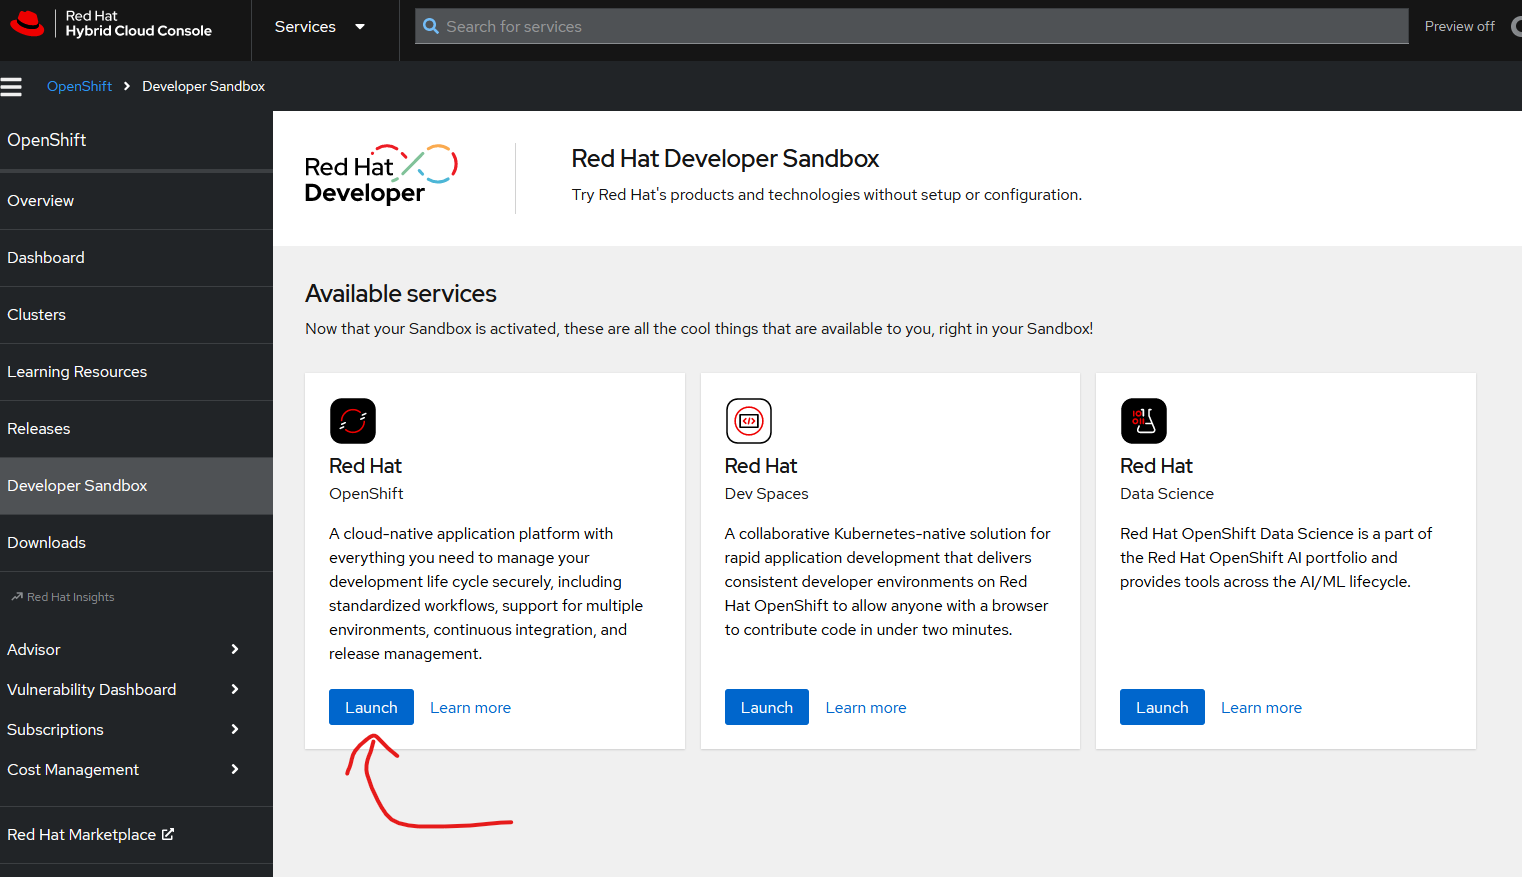 Red Hat
Hybrid Cloud Console
Services
Search for services
Preview off
OpenShift
Developer Sandbox
OpenShift
Overview
Dashboard
Clusters
Learning Resources
Releases
Developer Sandbox
Downloads
Red Hat Insights
Advisor
Vulnerability Dashboard
Subscriptions
Cost Management
Red Hat Marketplace
Red Hat
Developer
Red Hat Developer Sandbox
Try Red Hat's products and technologies without setup or configuration.
Available services
Now that your Sandbox is activated, these are all the cool things that are available to you, right in your Sandbox!
Red Hat
OpenShift
A cloud-native application platform with
everything you need to manage your
development life cycle securely, including
standardized workflows, support for multiple
environments, continuous integration, and
release management.
Launch
Learn more
Red Hat
Dev Spaces
A collaborative Kubernetes-native solution for
rapid application development that delivers
consistent developer environments on Red
Hat OpenShift to allow anyone with a browser
to contribute code in under two minutes.
Launch
Learn more
Red Hat
Data Science
Red Hat OpenShift Data Science is a part of
the Red Hat OpenShift AI portfolio and
provides tools across the AI/ML lifecycle.
Launch
Learn more